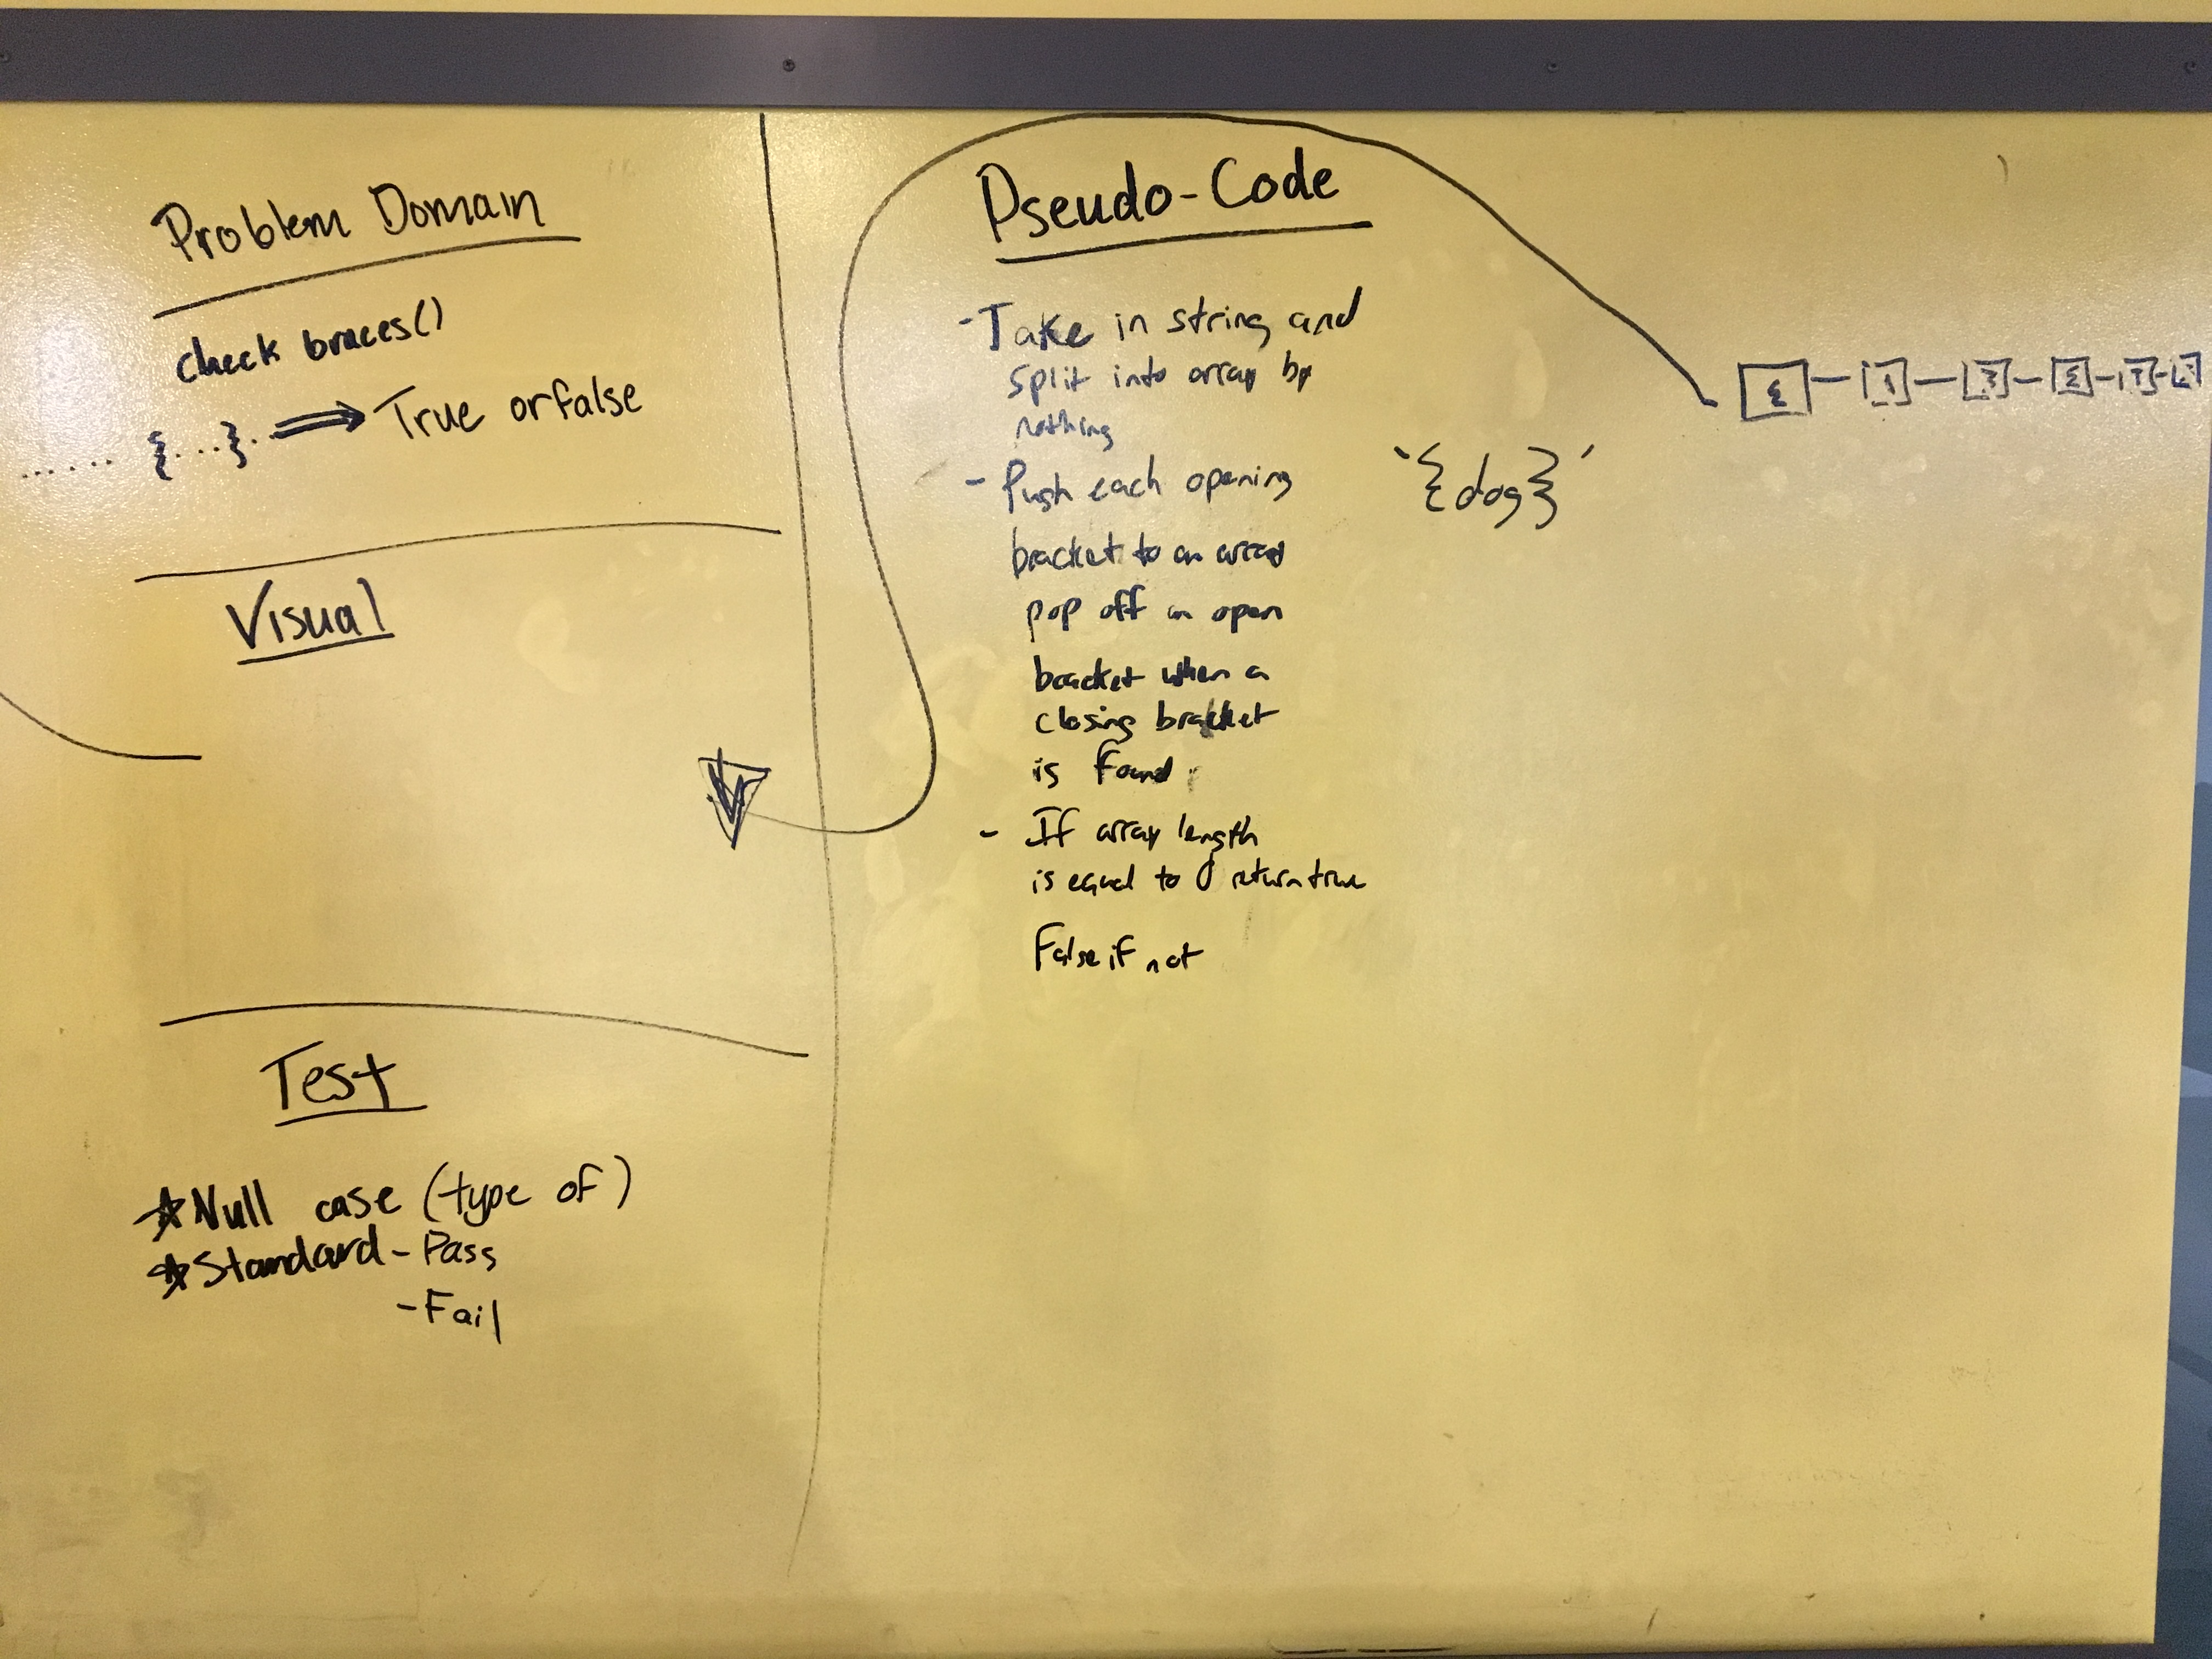 Problem Domain
check braces()
...... {....}.. ⇒ True or false
Visual
Test
★ Null case (type of)
★ Standard - Pass
- Fail
Pseudo-Code
- Take in string and
split into array by
nothing
- Push each opening
bracket to an array
pop off an open
bracket when a
closing bracket
is found
- If array length
is equal to 0 return true
False if not
'{dog}'